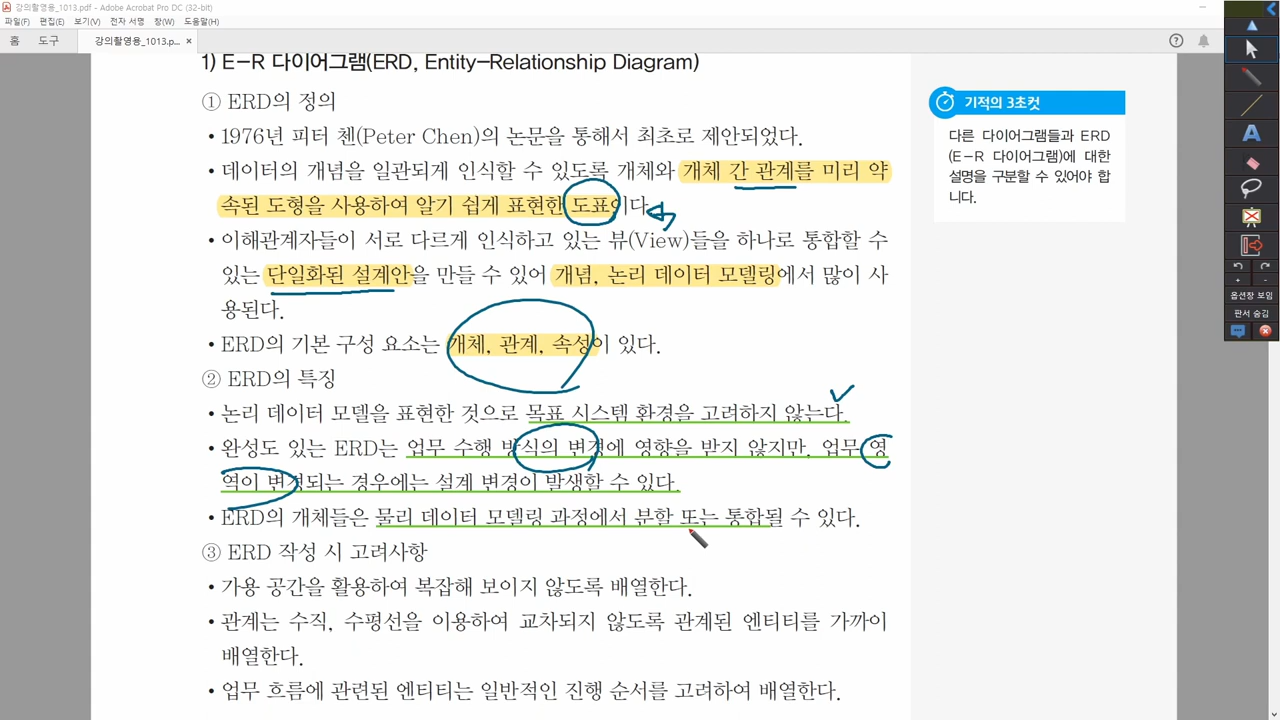 강의촬영용_1013.pdf - Adobe Acrobat Pro DC (32-bit)
파일(F) 편집(E) 보기(V) 전자 서명 창(W) 도움말(H)
홈 도구 강의촬영용_1013.p... ×
1) E-R 다이어그램(ERD, Entity-Relationship Diagram)
① ERD의 정의
• 1976년 피터 첸(Peter Chen)의 논문을 통해서 최초로 제안되었다.
• 데이터의 개념을 일관되게 인식할 수 있도록 개체와 개체 간 관계를 미리 약
속된 도형을 사용하여 알기 쉽게 표현한 도표이다.
• 이해관계자들이 서로 다르게 인식하고 있는 뷰(View)들을 하나로 통합할 수
있는 단일화된 설계안을 만들 수 있어 개념, 논리 데이터 모델링에서 많이 사
용된다.
• ERD의 기본 구성 요소는 개체, 관계, 속성이 있다.
② ERD의 특징
• 논리 데이터 모델을 표현한 것으로 목표 시스템 환경을 고려하지 않는다.
• 완성도 있는 ERD는 업무 수행 방식의 변경에 영향을 받지 않지만, 업무 영
역이 변경되는 경우에는 설계 변경이 발생할 수 있다.
• ERD의 개체들은 물리 데이터 모델링 과정에서 분할 또는 통합될 수 있다.
③ ERD 작성 시 고려사항
• 가용 공간을 활용하여 복잡해 보이지 않도록 배열한다.
• 관계는 수직, 수평선을 이용하여 교차되지 않도록 관계된 엔티티를 가까이
배열한다.
• 업무 흐름에 관련된 엔티티는 일반적인 진행 순서를 고려하여 배열한다.
기적의 3초컷
다른 다이어그램들과 ERD
(E-R 다이어그램)에 대한
설명을 구분할 수 있어야 합
니다.
A
옵션장 보임
판서 숨김